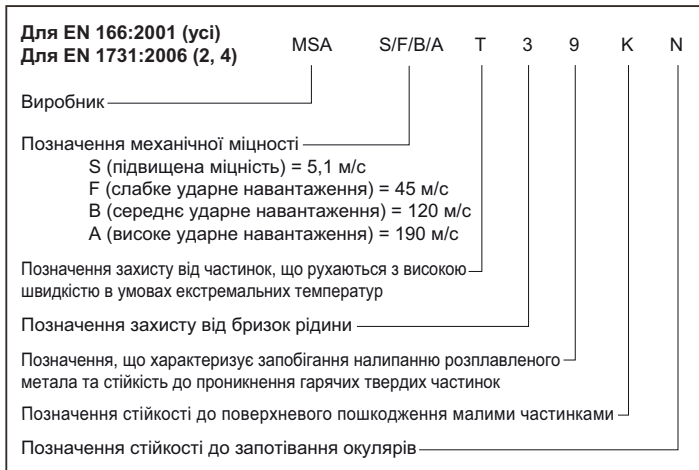 Для EN 166:2001 (усі)
Для EN 1731:2006 (2, 4)
MSA S/F/B/A T 3 9 K N
Виробник
Позначення механічної міцності
S (підвищена міцність) = 5,1 м/с
F (слабке ударне навантаження) = 45 м/с
B (середнє ударне навантаження) = 120 м/с
A (високе ударне навантаження) = 190 м/с
Позначення захисту від частинок, що рухаються з високою
швидкістю в умовах екстремальних температур
Позначення захисту від бризок рідини
Позначення, що характеризує запобігання налипанню розплавленого
метала та стійкість до проникнення гарячих твердих частинок
Позначення стійкості до поверхневого пошкодження малими частинками
Позначення стійкості до запотівання окулярів